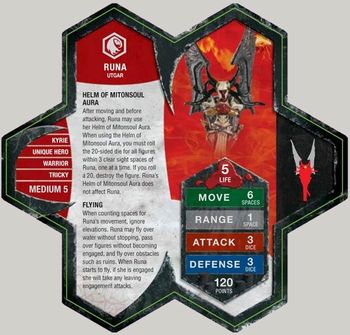 RUNA
UTGAR
HELM OF MITONSOUL
AURA
After moving and before
attacking, Runa may use
her Helm of Mitonsoul Aura.
When using the Helm of
Mitonsoul Aura, you must roll
the 20-sided die for all figures
within 3 clear sight spaces of
Runa, one at a time. If you roll
a 20, destroy the figure. Runa's
Helm of Mitonsoul Aura does
not affect Runa.
FLYING
When counting spaces for
Runa's movement, ignore
elevations. Runa may fly over
water without stopping, pass
over figures without becoming
engaged, and fly over obstacles
such as ruins. When Runa
starts to fly, if she is engaged
she will take any leaving
engagement attacks.
KYRIE
UNIQUE HERO
WARRIOR
TRICKY
MEDIUM 5
5
LIFE
MOVE 6 SPACES
RANGE 1 SPACE
ATTACK 3 DICE
DEFENSE 3 DICE
120
POINTS